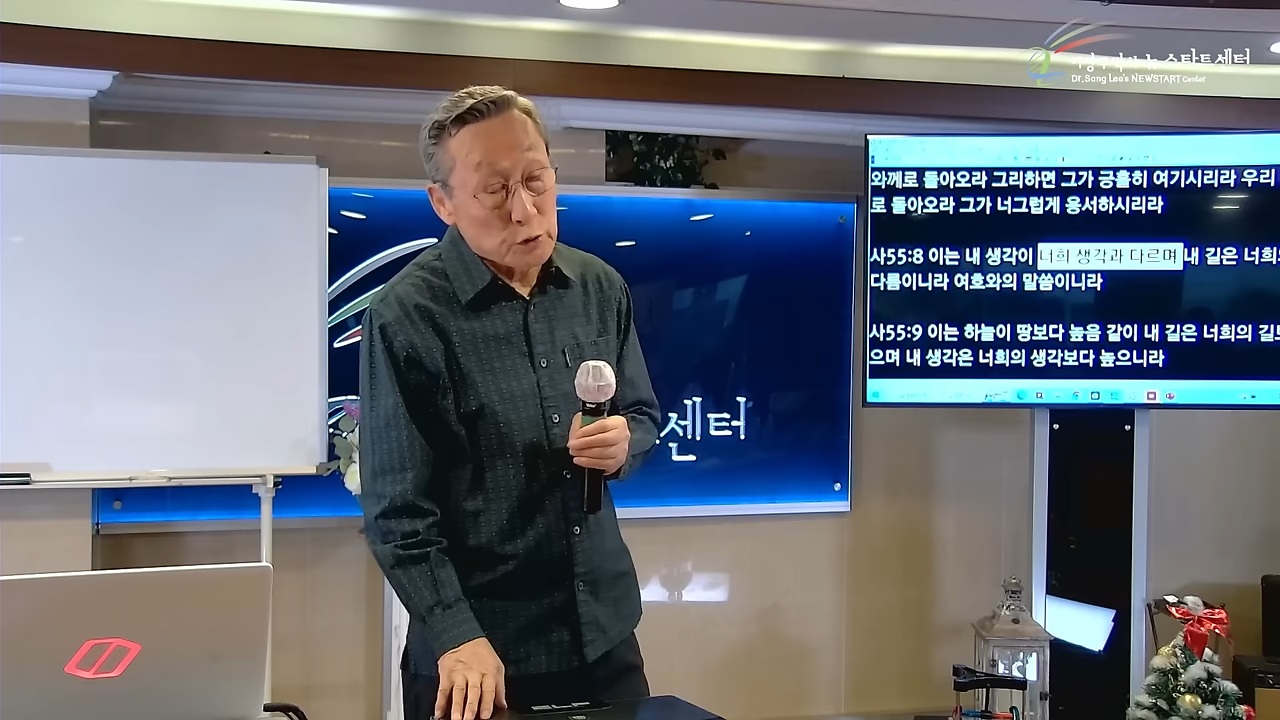 뉴스타트센터
Dr. Sang Lee's NEWSTART Center
와께로 돌아오라 그리하면 그가 긍휼히 여기시리라 우리
로 돌아오라 그가 너그럽게 용서하시리라
사55:8 이는 내 생각이 너희 생각과 다르며 내 길은 너희의
다름이니라 여호와의 말씀이니라
사55:9 이는 하늘이 땅보다 높음 같이 내 길은 너희의 길보
으며 내 생각은 너희의 생각보다 높으니라
센터